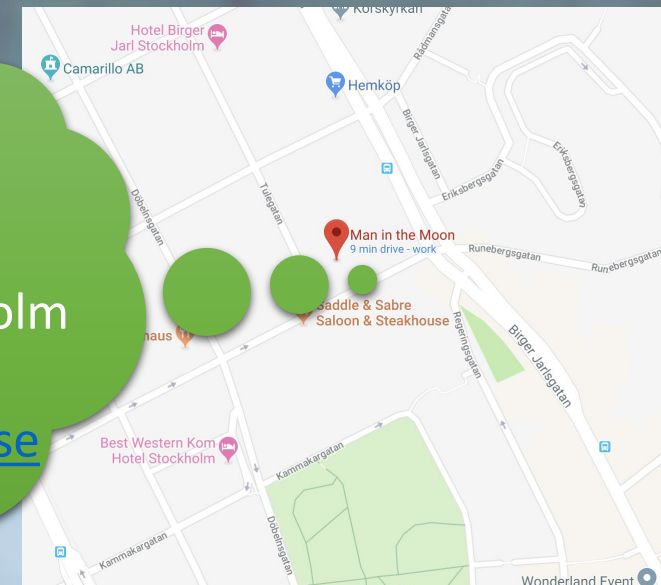 Korskyrkan
Hotel Birger
Jarl Stockholm
Camarillo AB
Rådmansgata
Hemköp
Birger Jarlsgatan
Eriksbergsgatan
Eriksbergsgatan
Döbelnsgatan
Tulegatan
Man in the Moon
9 min drive - work
Runebergsgatan
Runebergsgatan
olm
Saddle & Sabre
Saloon & Steakhouse
haus
Regeringsgatan
Birger Jarlsgatan
se
Best Western Kom
Hotel Stockholm
Kammakargatan
Döbelnsgatan
Kammakargatan
Wonderland Event